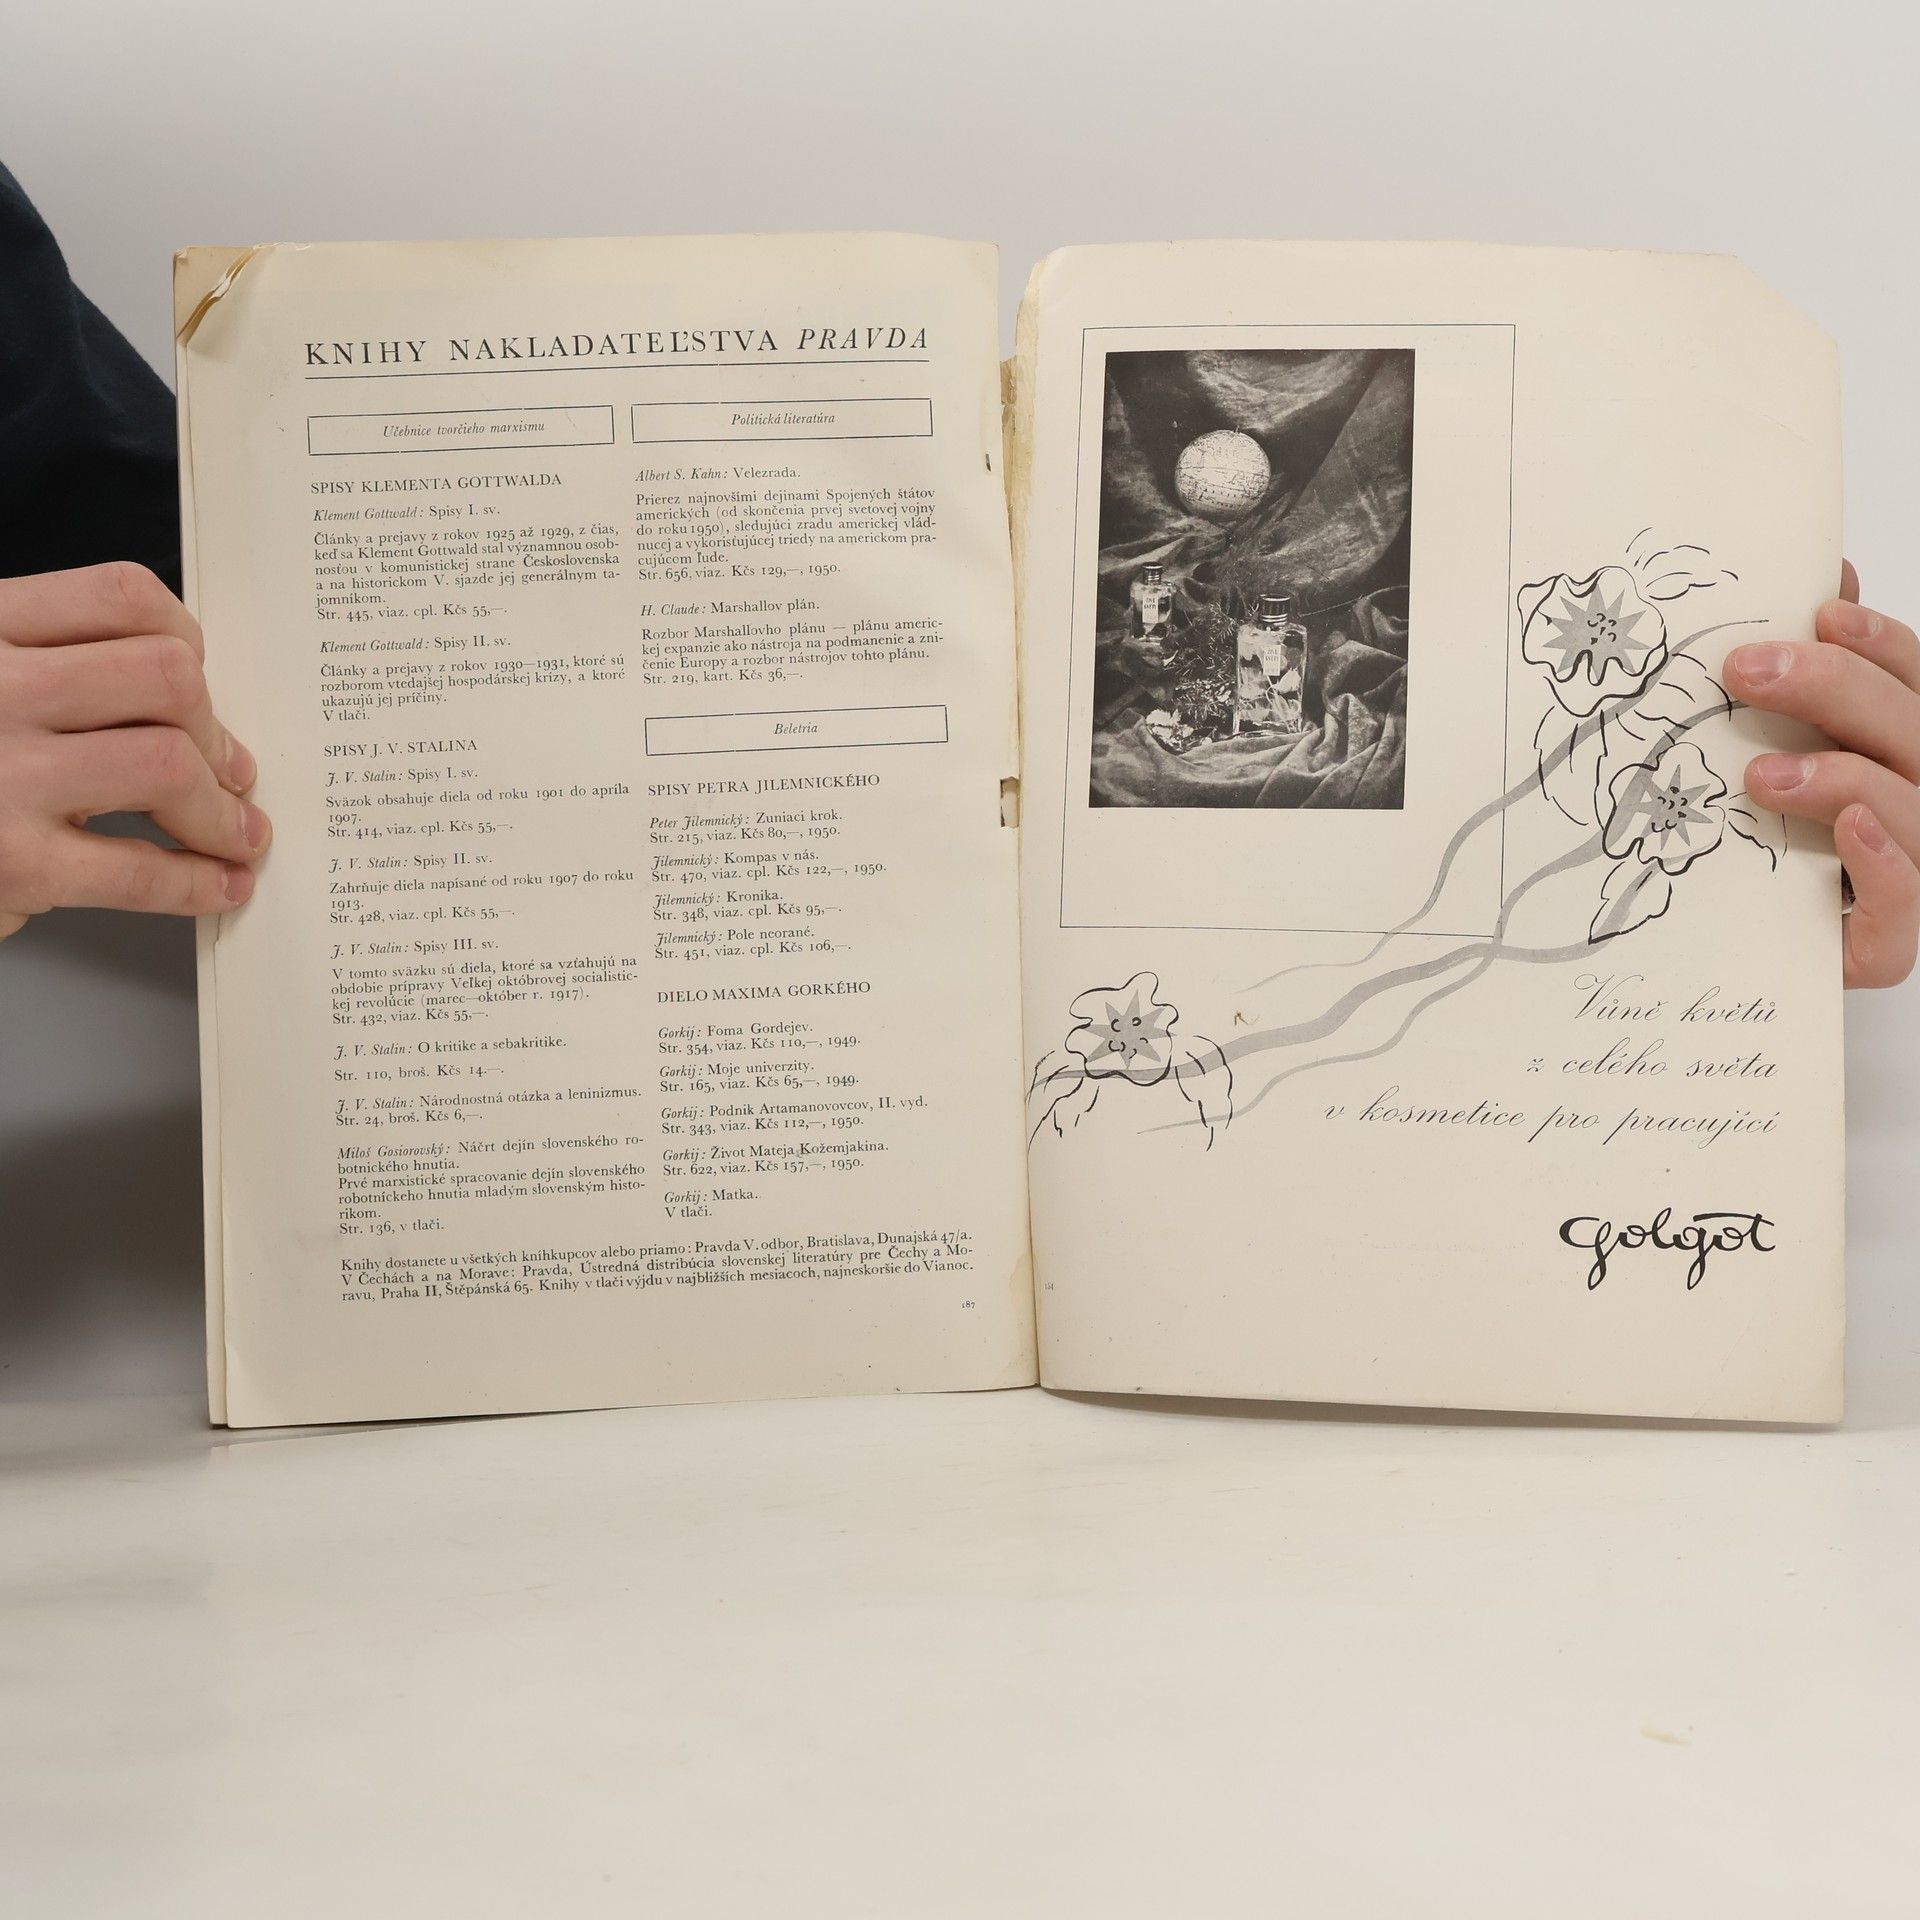 KNIHY NAKLADATEĽSTVA PRAVDA
Učebnice tvorčieho marxismu
SPISY KLEMENTA GOTTWALDA
Klement Gottwald: Spisy I. sv.
Články a prejavy z rokov 1925 až 1929, z čias,
keď sa Klement Gottwald stal významnou osob-
nosťou v komunistickej strane Československa
a na historickom V. sjazde jej generálnym ta-
jomníkom.
Str. 445, viaz. cpl. Kčs 55,—.
Klement Gottwald: Spisy II. sv.
Články a prejavy z rokov 1930—1931, ktoré sú
rozborom vtedajšej hospodárskej krízy, a ktoré
ukazujú jej príčiny.
V tlači.
SPISY J. V. STALINA
J. V. Stalin: Spisy I. sv.
Sväzok obsahuje diela od roku 1901 do apríla
1907.
Str. 414, viaz. cpl. Kčs 55,—.
J. V. Stalin: Spisy II. sv.
Zahrňuje diela napísané od roku 1907 do roku
1913.
Str. 428, viaz. cpl. Kčs 55,—.
J. V. Stalin: Spisy III. sv.
V tomto sväzku sú diela, ktoré sa vzťahujú na
obdobie prípravy Veľkej októbrovej socialistic-
kej revolúcie (marec—október r. 1917).
Str. 432, viaz. Kčs 55,—.
J. V. Stalin: O kritike a sebakritike.
Str. 110, broš. Kčs 14.—.
J. V. Stalin: Národnostná otázka a leninizmus.
Str. 24, broš. Kčs 6,—.
Miloš Gosiorovský: Náčrt dejín slovenského ro-
botnického hnutia.
Prvé marxistické spracovanie dejín slovenského
robotníckeho hnutia mladým slovenským histo-
rikom.
Str. 136, v tlači.
Politická literatúra
Albert S. Kahn: Velezrada.
Prierez najnovšími dejinami Spojených štátov
amerických (od skončenia prvej svetovej vojny
do roku 1950), sledujúci zradu americkej vlád-
nucej a vykorisťujúcej triedy na americkom pra-
cujúcom ľude.
Str. 656, viaz. Kčs 129,—, 1950.
H. Claude: Marshallov plán.
Rozbor Marshallovho plánu — plánu americ-
kej expanzie ako nástroja na podmanenie a zni-
čenie Europy a rozbor nástrojov tohto plánu.
Str. 219, kart. Kčs 36,—.
Beletria
SPISY PETRA JILEMNICKÉHO
Peter Jilemnický: Zuniaci krok.
Str. 215, viaz. Kčs 80,—, 1950.
Jilemnický: Kompas v nás.
Str. 470, viaz. cpl. Kčs 122,—, 1950.
Jilemnický: Kronika.
Str. 348, viaz. cpl. Kčs 95,—.
Jilemnický: Pole neorané.
Str. 451, viaz. cpl. Kčs 106,—.
DIELO MAXIMA GORKÉHO
Gorkij: Foma Gordejev.
Str. 354, viaz. Kčs 110,—, 1949.
Gorkij: Moje univerzity.
Str. 165, viaz. Kčs 65,—, 1949.
Gorkij: Podnik Artamanovovcov, II. vyd.
Str. 343, viaz. Kčs 112,—, 1950.
Gorkij: Život Mateja Kožemjakina.
Str. 622, viaz. Kčs 157,—, 1950.
Gorkij: Matka.
V tlači.
Knihy dostanete u všetkých kníhkupcov alebo priamo: Pravda V. odbor, Bratislava, Dunajská 47/a.
V Čechách a na Morave: Pravda, Ústredná distribúcia slovenskej literatúry pre Čechy a Mo-
ravu, Praha II, Štěpánská 65. Knihy v tlači výjdu v najbližších mesiacoch, najneskoršie do Vianoc.
187
Vůně květů
z celého světa
v kosmetice pro pracující
Golgot